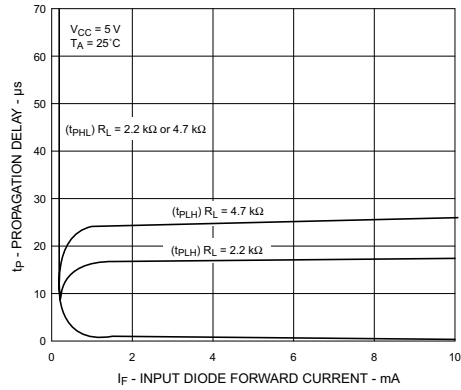 70
60
50
40
30
20
10
0
tP - PROPAGATION DELAY - µs
VCC = 5 V
TA = 25˚C
(tPHL) RL = 2.2 kΩ or 4.7 kΩ
(tPLH) RL = 4.7 kΩ
(tPLH) RL = 2.2 kΩ
0 2 4 6 8 10
IF - INPUT DIODE FORWARD CURRENT - mA